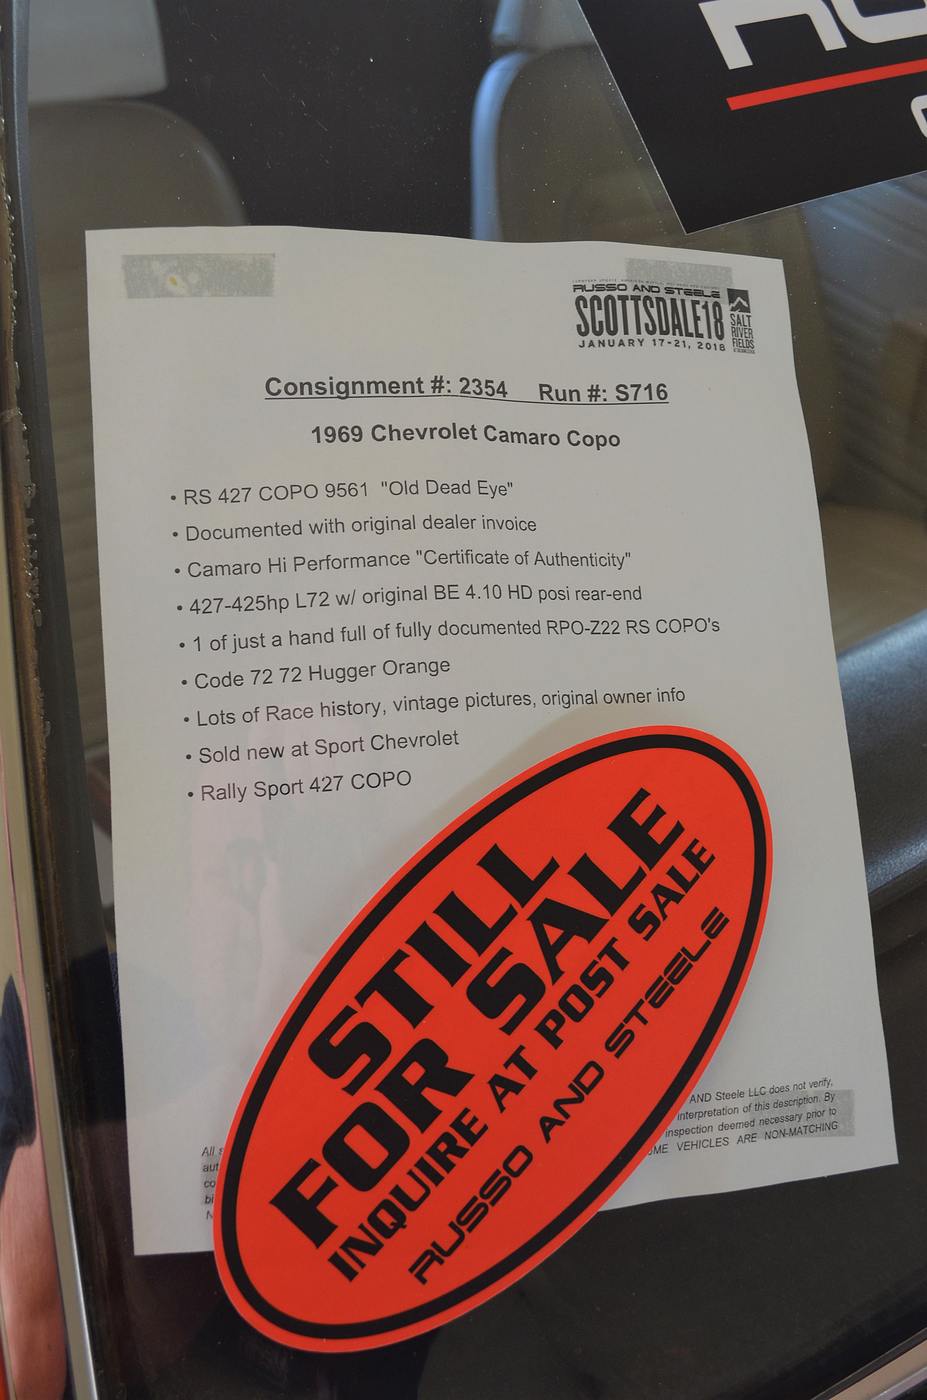 RUSSO AND STEELE
SCOTTSDALE18
JANUARY 17-21, 2018
SALT
RIVER
FIELDS
Consignment #: 2354 Run #: S716
1969 Chevrolet Camaro Copo
• RS 427 COPO 9561 "Old Dead Eye"
• Documented with original dealer invoice
• Camaro Hi Performance "Certificate of Authenticity"
• 427-425hp L72 w/ original BE 4.10 HD posi rear-end
• 1 of just a hand full of fully documented RPO-Z22 RS COPO's
• Code 72 72 Hugger Orange
• Lots of Race history, vintage pictures, original owner info
• Sold new at Sport Chevrolet
• Rally Sport 427 COPO
STILL
FOR SALE
INQUIRE AT POST SALE
RUSSO AND STEELE
All
AND Steele LLC does not verify,
interpretation of this description. By
inspection deemed necessary prior to
VEHICLES ARE NON-MATCHING